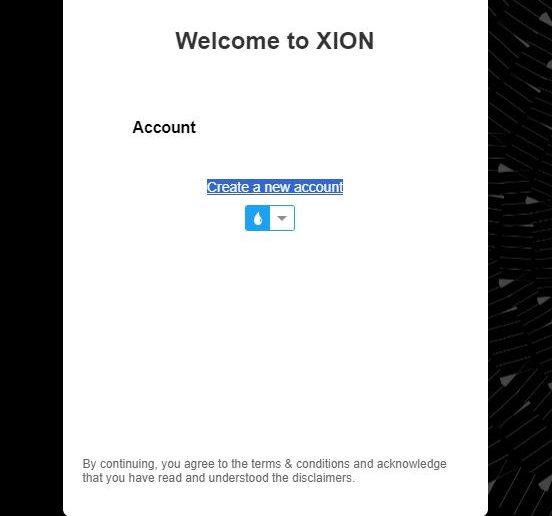 Welcome to XION
Account
Create a new account
By continuing, you agree to the terms & conditions and acknowledge
that you have read and understood the disclaimers.